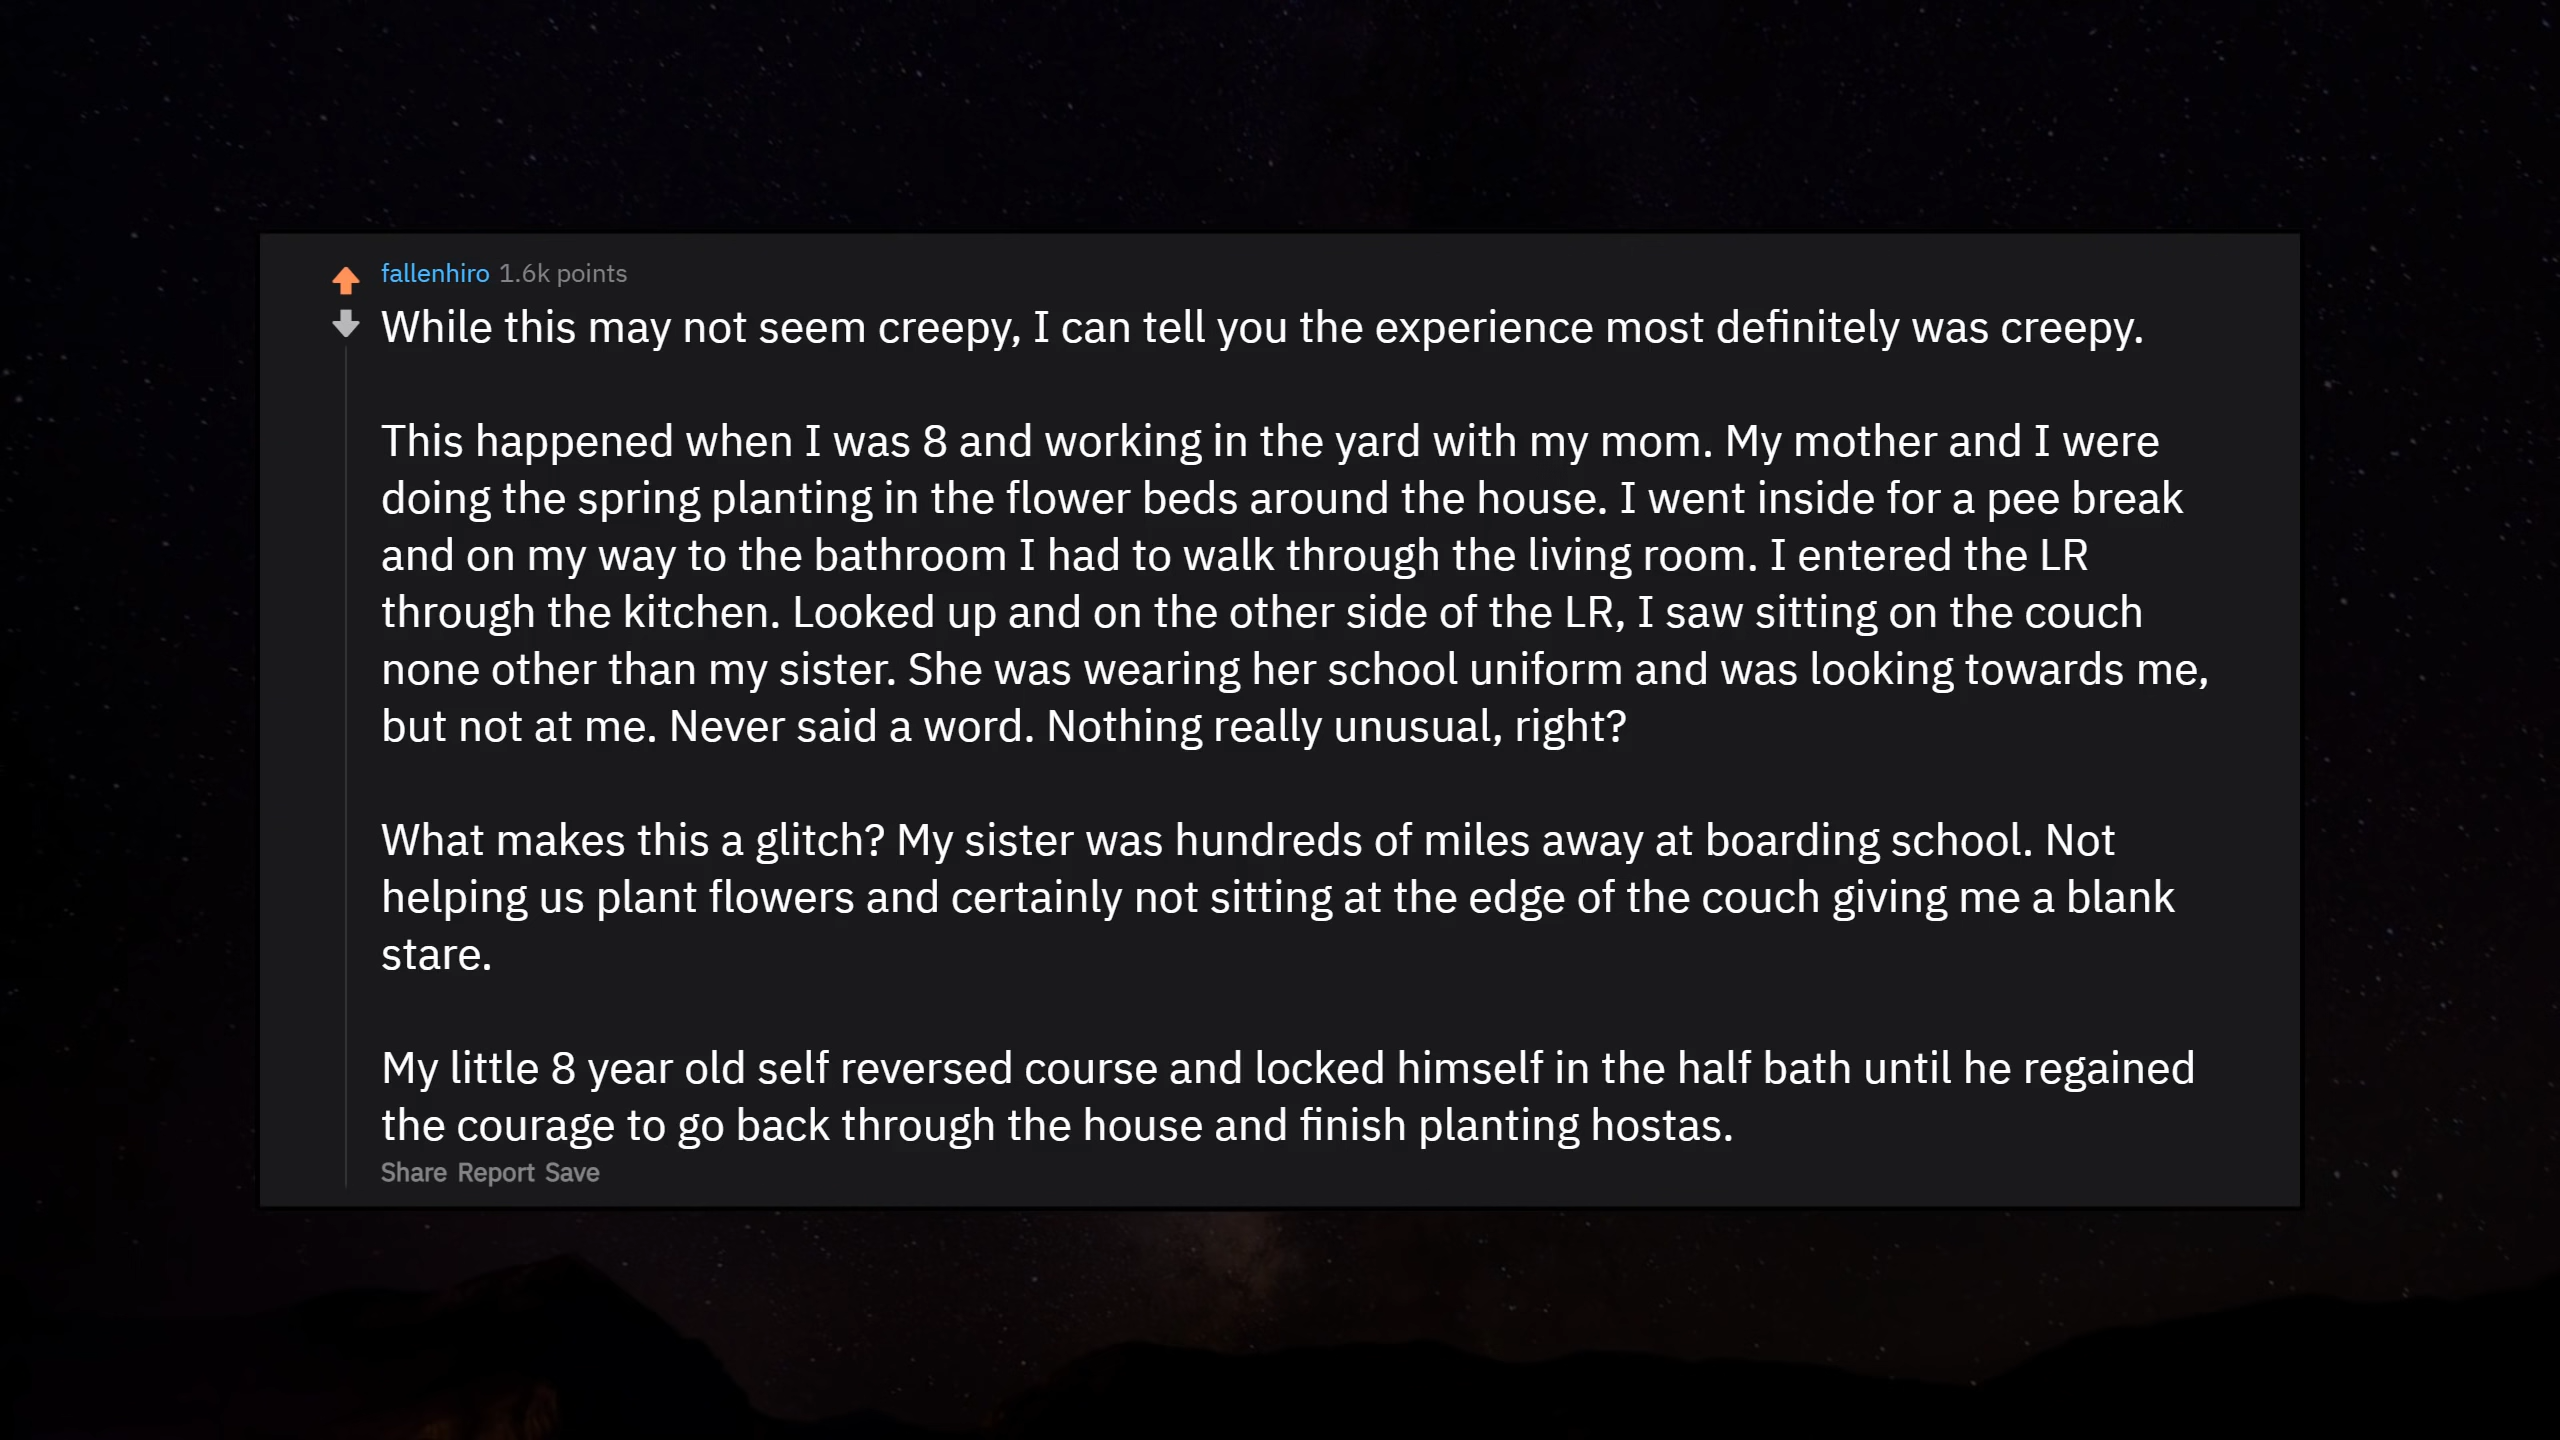 fallenhiro 1.6k points
While this may not seem creepy, I can tell you the experience most definitely was creepy.
This happened when I was 8 and working in the yard with my mom. My mother and I were
doing the spring planting in the flower beds around the house. I went inside for a pee break
and on my way to the bathroom I had to walk through the living room. I entered the LR
through the kitchen. Looked up and on the other side of the LR, I saw sitting on the couch
none other than my sister. She was wearing her school uniform and was looking towards me,
but not at me. Never said a word. Nothing really unusual, right?
What makes this a glitch? My sister was hundreds of miles away at boarding school. Not
helping us plant flowers and certainly not sitting at the edge of the couch giving me a blank
stare.
My little 8 year old self reversed course and locked himself in the half bath until he regained
the courage to go back through the house and finish planting hostas.
Share Report Save